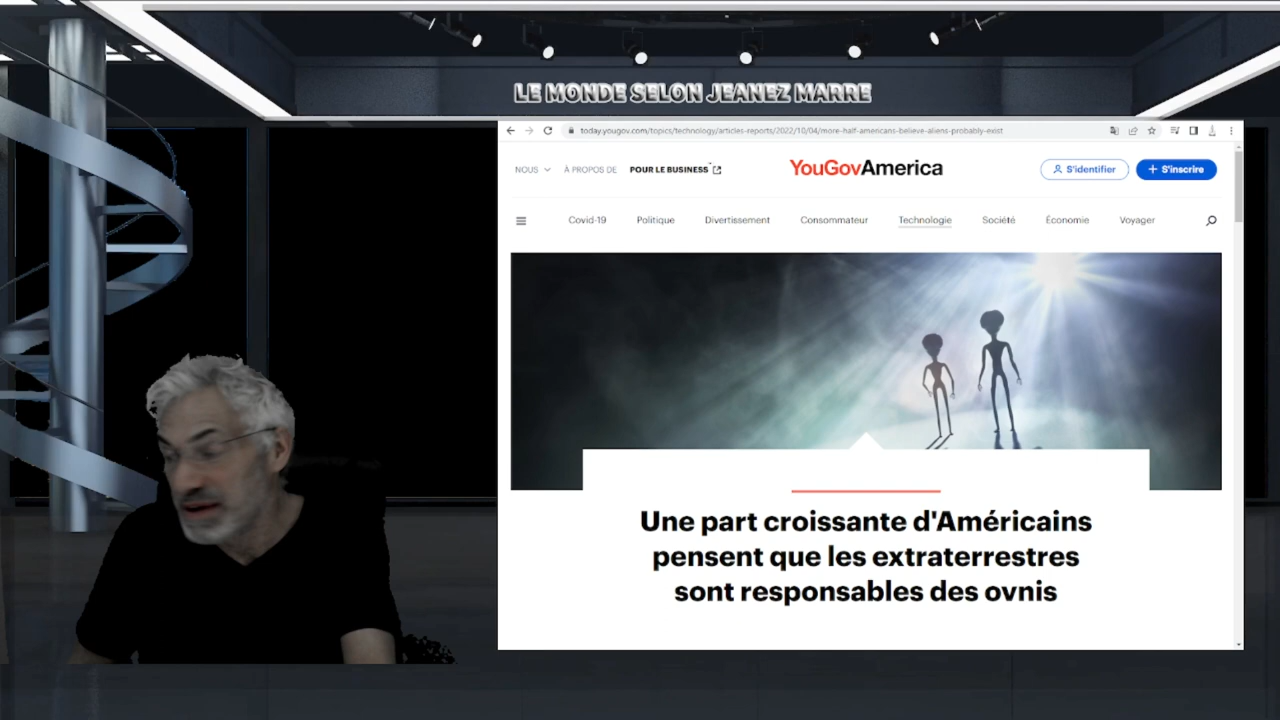 LE MONDE SELON JEANEZ MARRE
today.yougov.com/topics/technology/articles-reports/2022/10/04/more-half-americans-believe-aliens-probably-exist
NOUS À PROPOS DE POUR LE BUSINESS YouGovAmerica S'identifier + S'inscrire
Covid-19 Politique Divertissement Consommateur Technologie Société Économie Voyager
Une part croissante d'Américains
pensent que les extraterrestres
sont responsables des ovnis